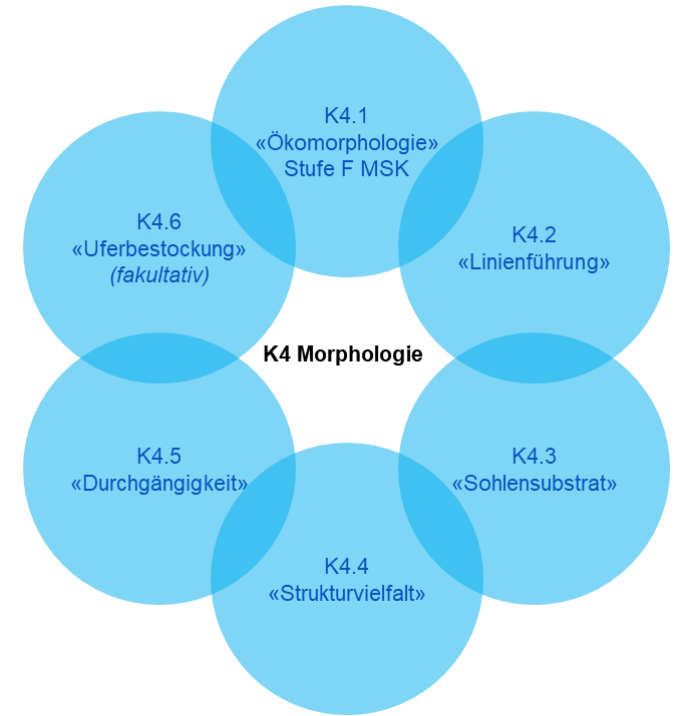 K4.1
«Ökomorphologie»
Stufe F MSK
K4.2
«Linienführung»
K4.3
«Sohlensubstrat»
K4.4
«Strukturvielfalt»
K4.5
«Durchgängigkeit»
K4.6
«Uferbestockung»
(fakultativ)
K4 Morphologie